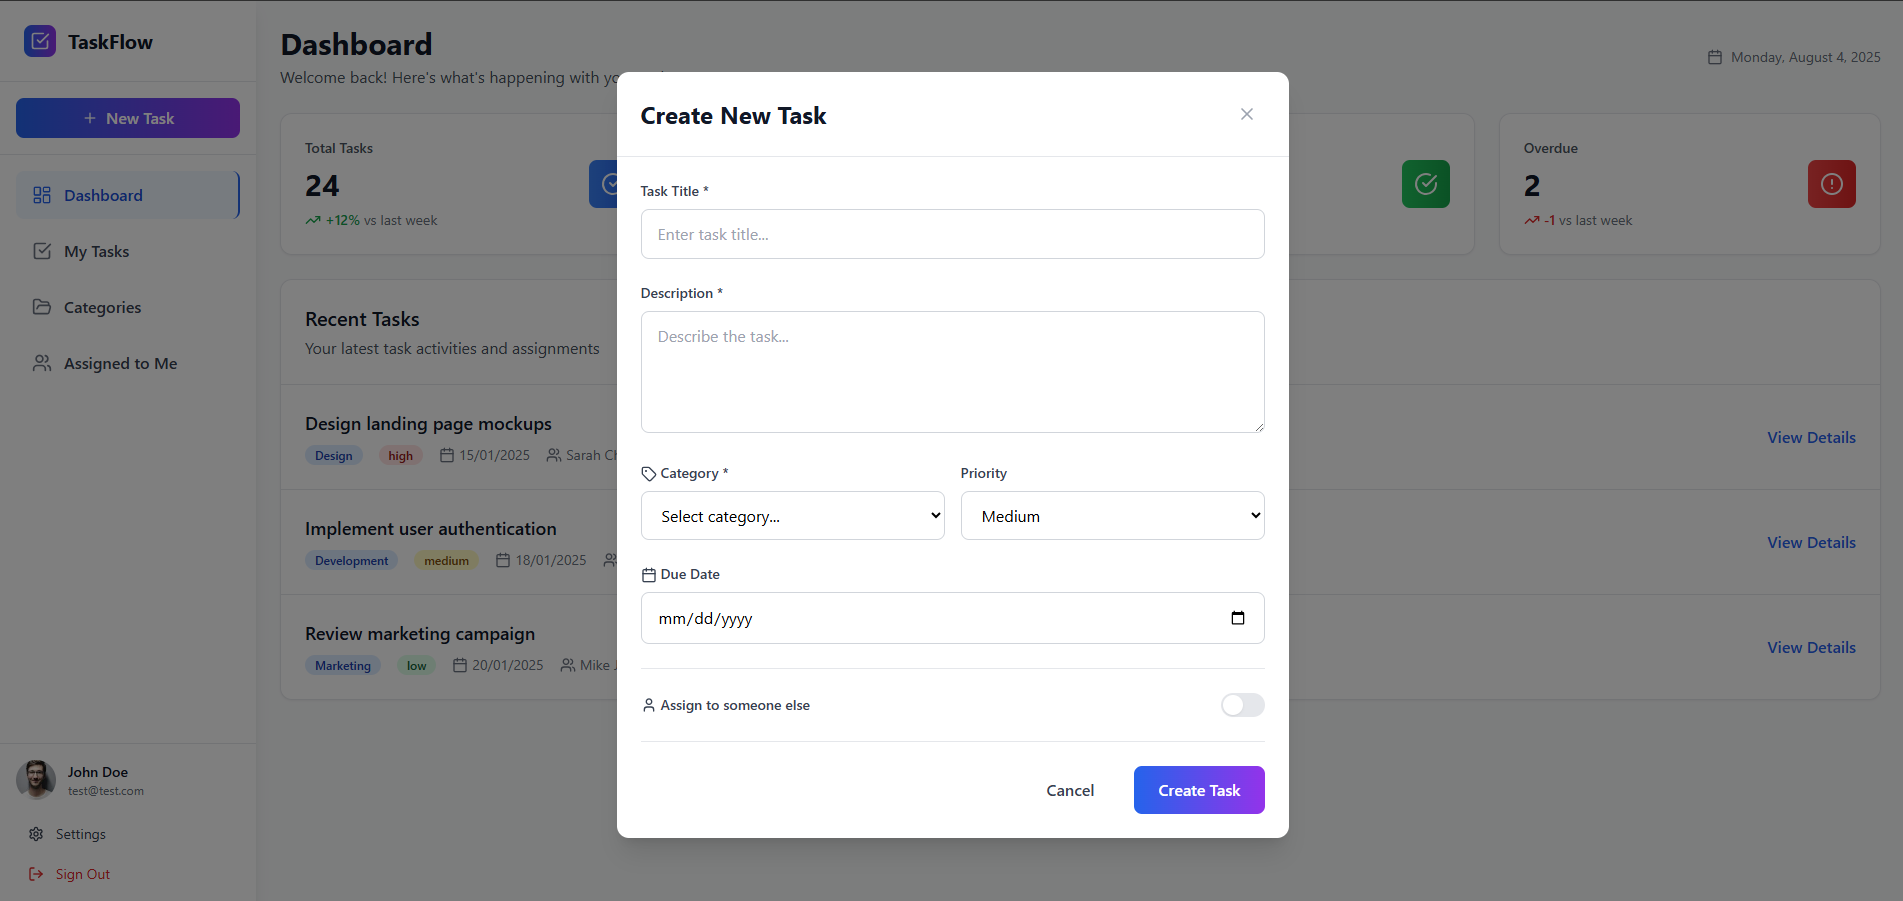 TaskFlow
+ New Task
Dashboard
My Tasks
Categories
Assigned to Me
John Doe
test@test.com
Settings
Sign Out
Dashboard
Welcome back! Here's what's happening with
Monday, August 4, 2025
Total Tasks
24
+12% vs last week
Overdue
2
-1 vs last week
Recent Tasks
Your latest task activities and assignments
Design landing page mockups
Design high 15/01/2025 Sarah
View Details
Implement user authentication
Development medium 18/01/2025
View Details
Review marketing campaign
Marketing low 20/01/2025 Mike
View Details
Create New Task
Task Title *
Enter task title...
Description *
Describe the task...
Category *
Priority
Select category...
Medium
Due Date
mm/dd/yyyy
Assign to someone else
Cancel
Create Task